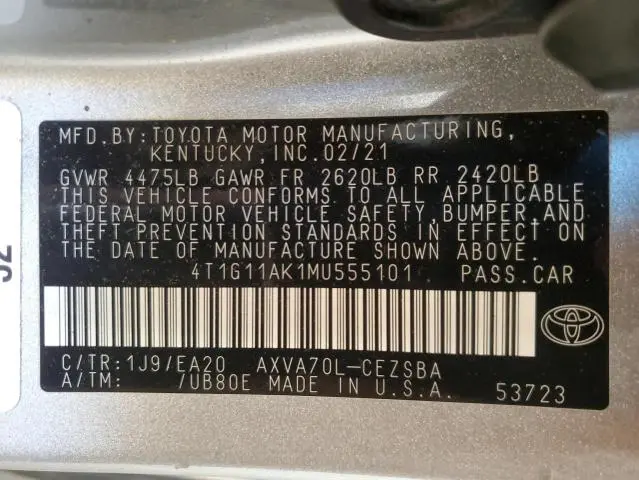 MFD.BY:TOYOTA MOTOR MANUFACTURING,
KENTUCKY,INC.02/21
GVWR 4475LB GAWR FR 2620LB RR 2420LB
THIS VEHICLE CONFORMS TO ALL APPLICABLE
FEDERAL MOTOR VEHICLE SAFETY,BUMPER,AND
THEFT PREVENTION STANDARDS IN EFFECT ON
THE DATE OF MANUFACTURE SHOWN ABOVE.
4T1G11AK1MU555101 PASS.CAR
C/TR:1J9/EA20 AXVA70L-CEZSBA
A/TM: /UB80E MADE IN U.S.A. 53723